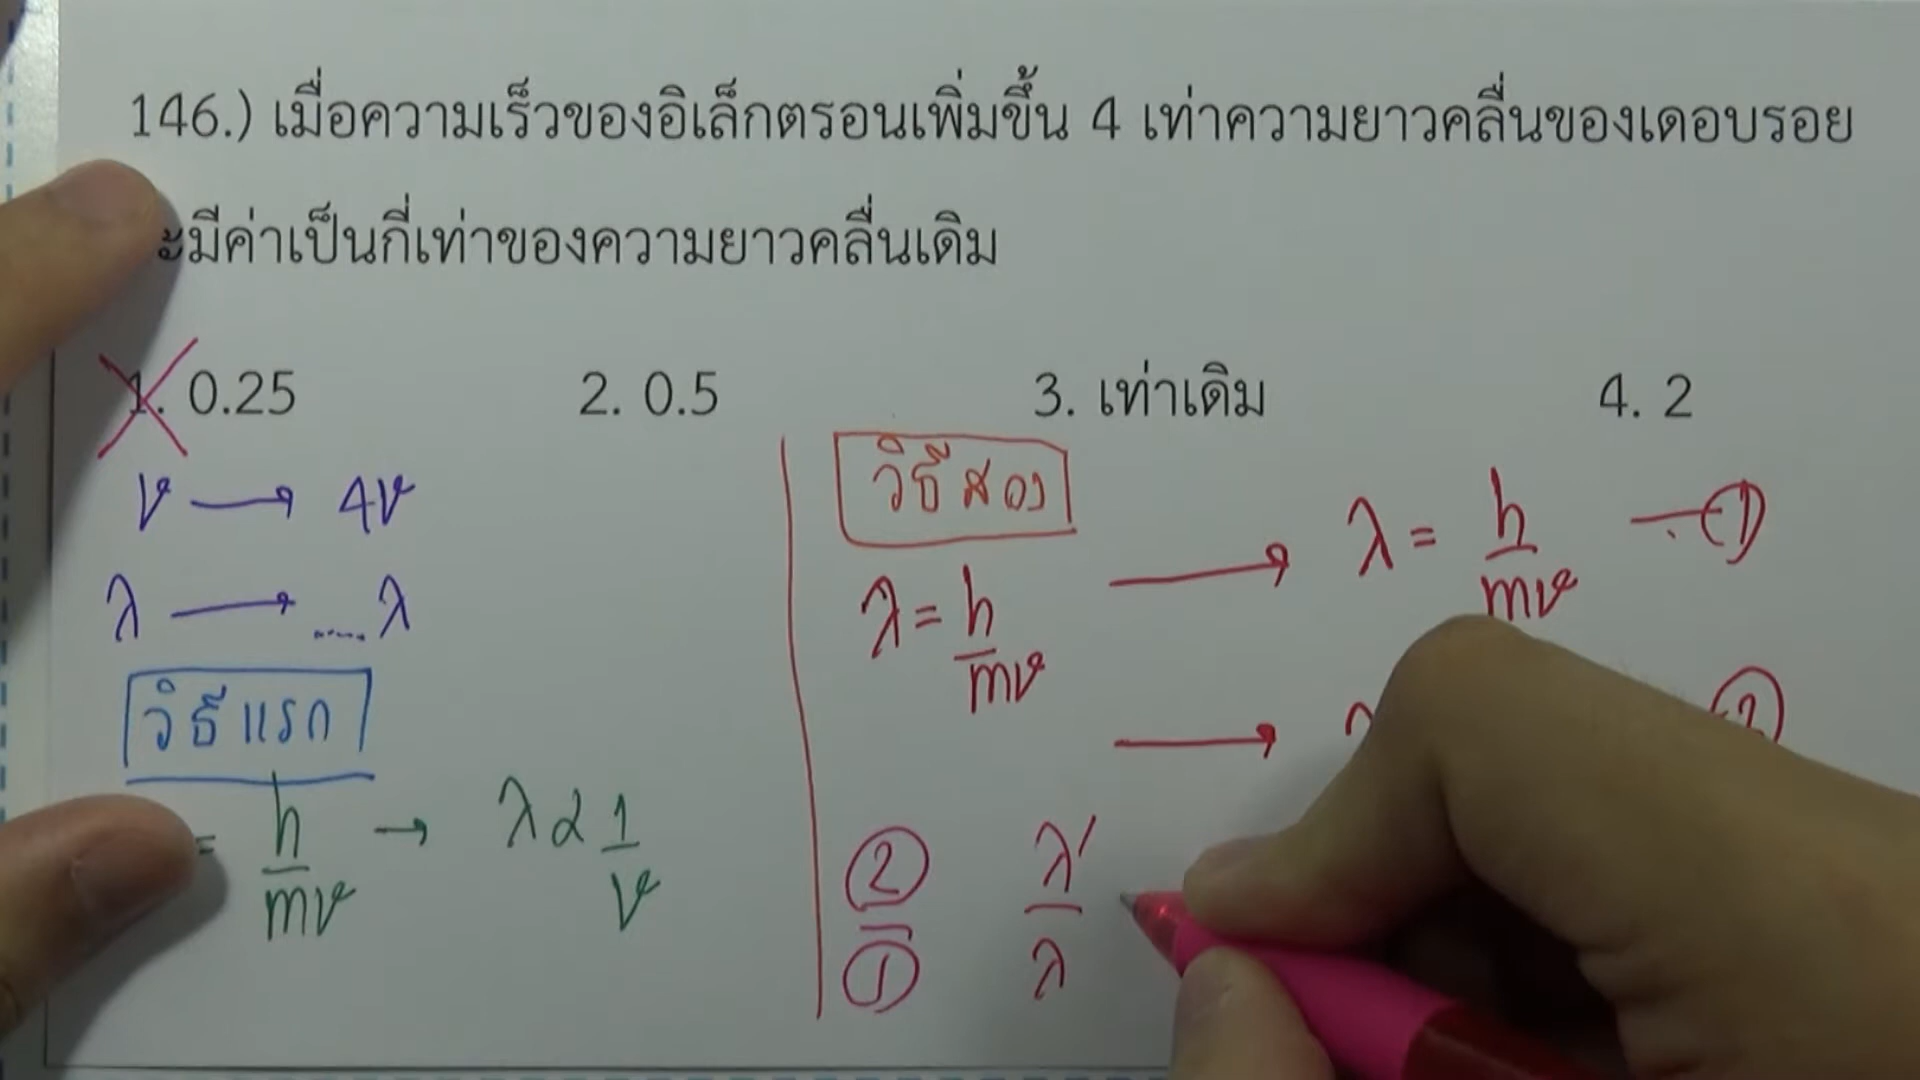 146.) เมื่อความเร็วของอิเล็กตรอนเพิ่มขึ้น 4 เท่าความยาวคลื่นของเดอบรอย
ะมีค่าเป็นกี่เท่าของความยาวคลื่นเดิม
1. 0.25 2. 0.5 3. เท่าเดิม 4. 2
v → 4v
λ → ..... λ
วิธีแรก
= h/mv → λ α 1/v
วิธีสอง
λ = h/mv → λ = h/mv — ①
→ ②
②/① λ'/λ